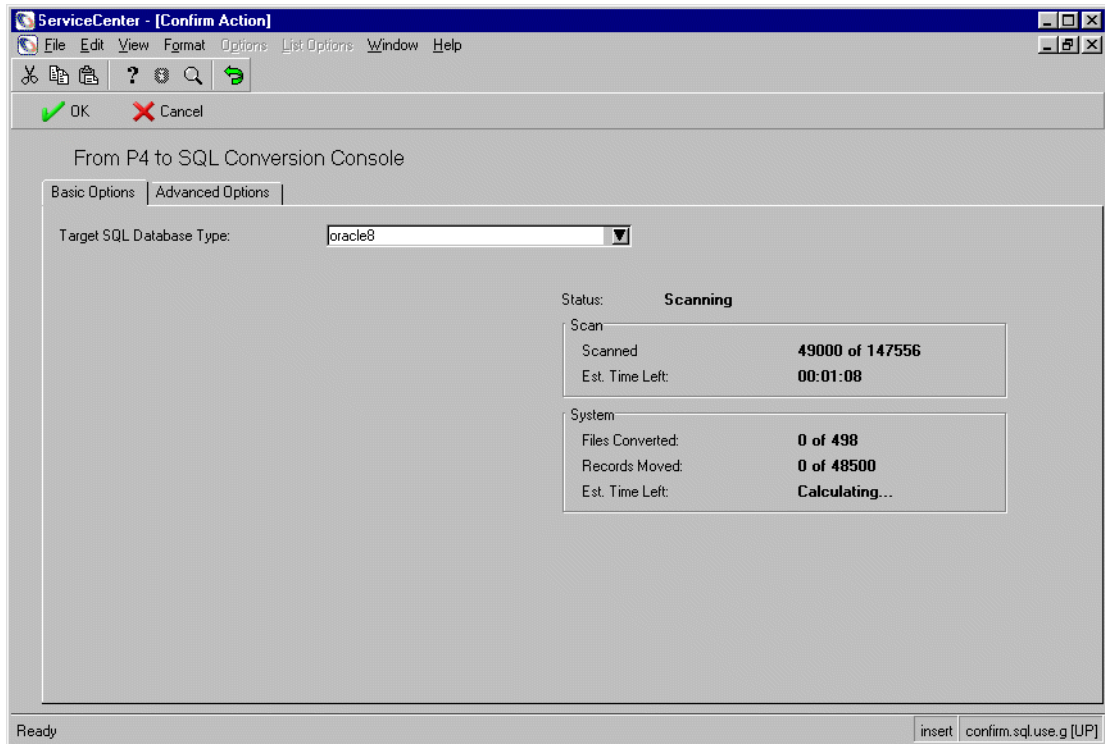 ServiceCenter - [Confirm Action]
File Edit View Format Options List Options Window Help
OK Cancel
From P4 to SQL Conversion Console
Basic Options Advanced Options
Target SQL Database Type: oracle8
Status: Scanning
Scan
Scanned 49000 of 147556
Est. Time Left: 00:01:08
System
Files Converted: 0 of 498
Records Moved: 0 of 48500
Est. Time Left: Calculating...
Ready insert confirm.sql.use.g [UP]